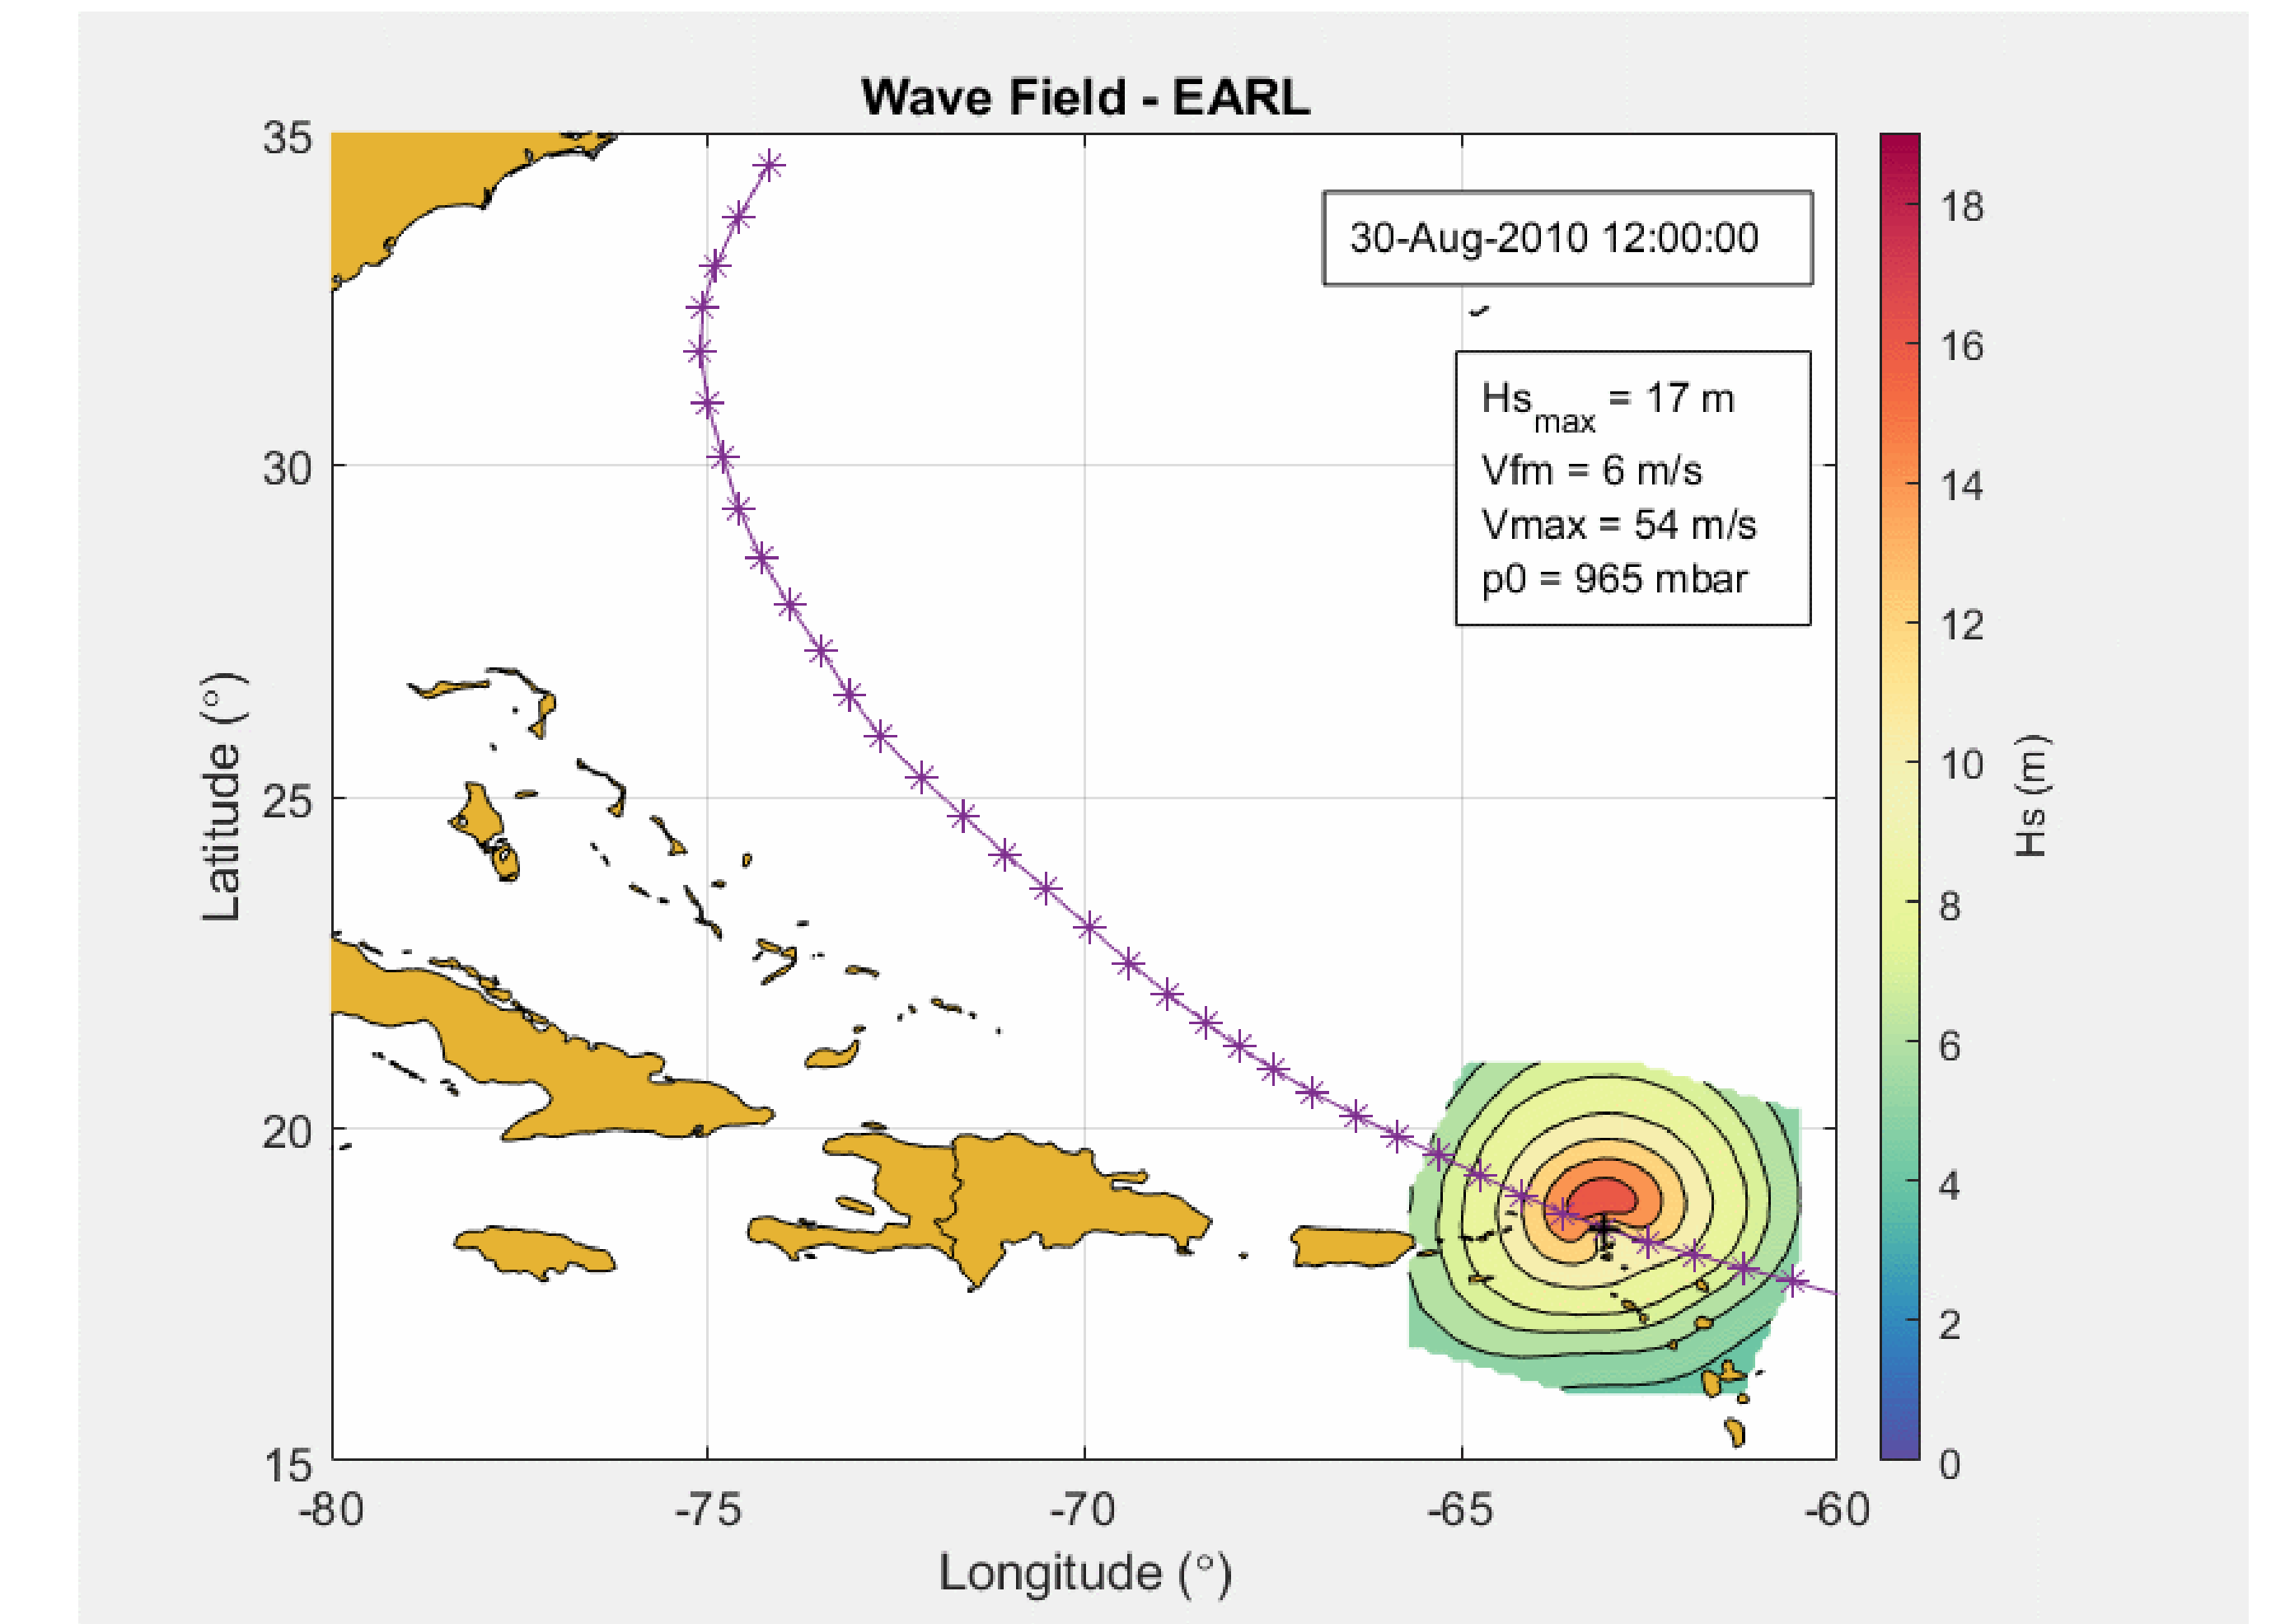 Wave Field - EARL
35
30
25
20
15
Latitude (°)
-80
-75
-70
-65
-60
Longitude (°)
30-Aug-2010 12:00:00
Hsmax = 17 m
Vfm = 6 m/s
Vmax = 54 m/s
p0 = 965 mbar
18
16
14
12
10
8
6
4
2
0
Hs (m)